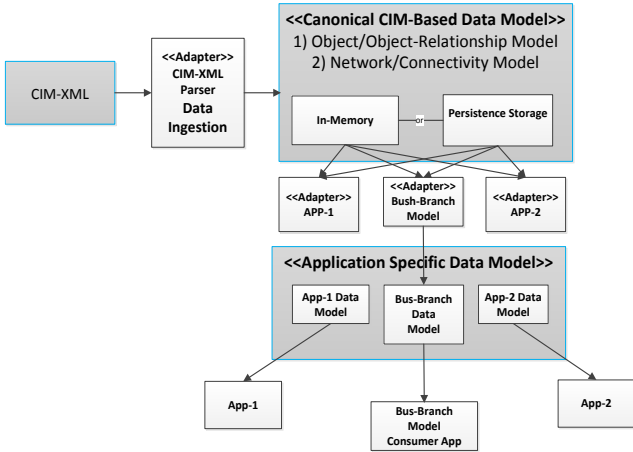 <<Canonical CIM-Based Data Model>>
1) Object/Object-Relationship Model
2) Network/Connectivity Model
CIM-XML
<<Adapter>>
CIM-XML
Parser
Data
Ingestion
In-Memory
or
Persistence Storage
<<Adapter>>
APP-1
<<Adapter>>
Bush-Branch
Model
<<Adapter>>
APP-2
<<Application Specific Data Model>>
App-1 Data
Model
Bus-Branch
Data
Model
App-2 Data
Model
App-1
Bus-Branch
Model
Consumer App
App-2